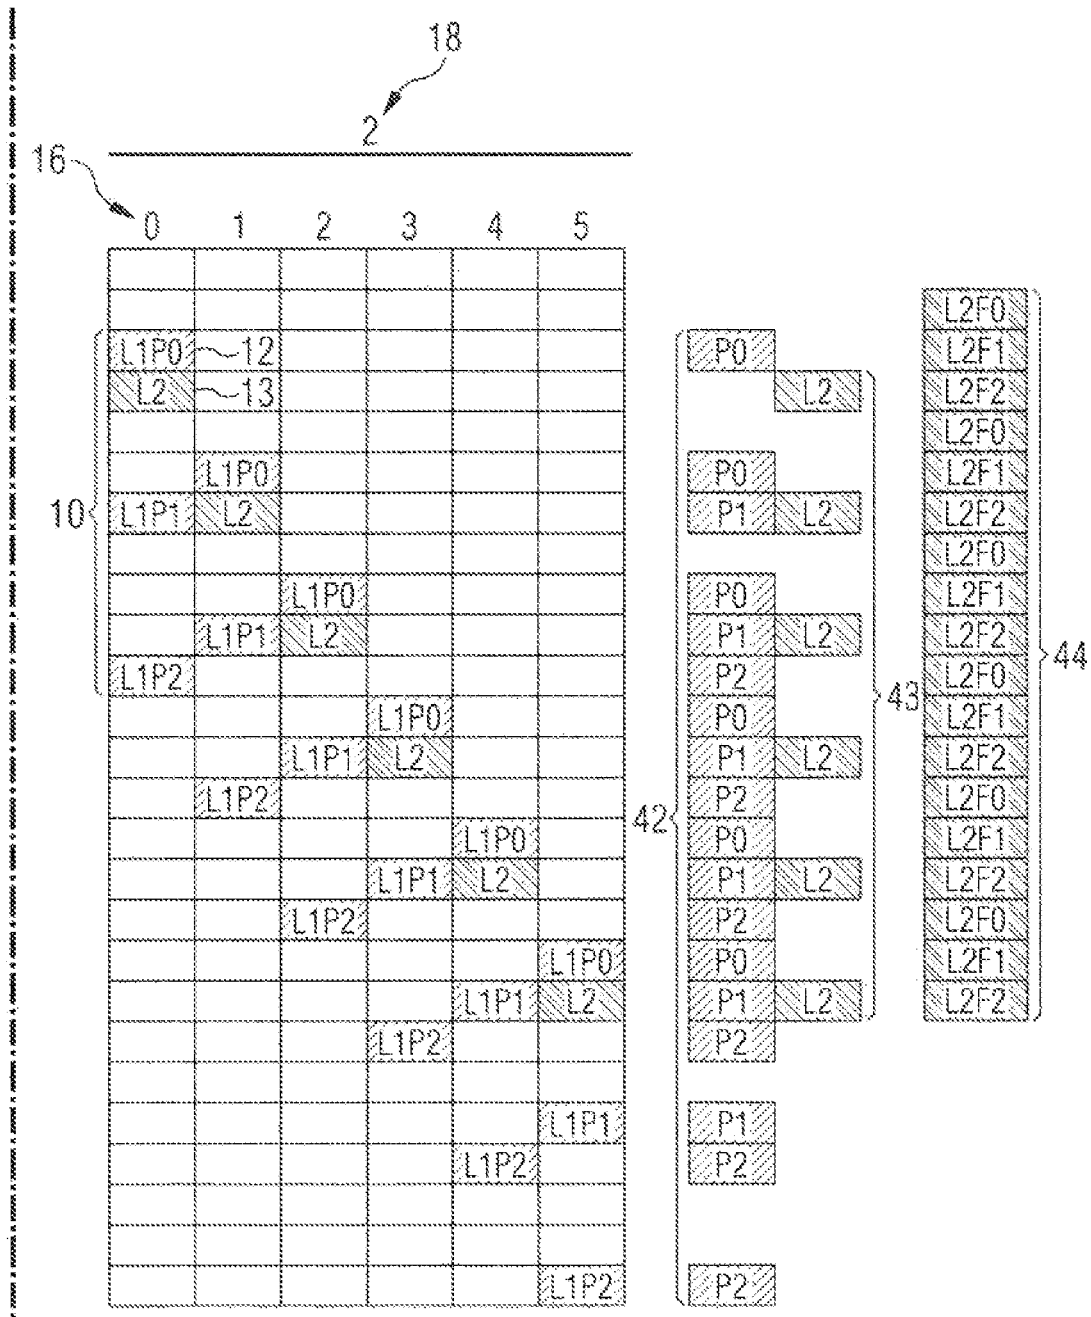 18
2
16
0 1 2 3 4 5
L2F0
L1P0 12 P0 L2F1
L2 13 L2 L2F2
L2F0
L1P0 P0 L2F1
10 L1P1 L2 P1 L2 L2F2
L2F0
L1P0 P0 L2F1
L1P1 L2 P1 L2 L2F2
L1P2 P2 L2F0 44
L1P0 P0 43 L2F1
L1P1 L2 P1 L2 L2F2
L1P2 P2 L2F0
L1P0 42 P0 L2F1
L1P1 L2 P1 L2 L2F2
L1P2 P2 L2F0
L1P0 P0 L2F1
L1P1 L2 P1 L2 L2F2
L1P2 P2
L1P1 P1
L1P2 P2
L1P2 P2